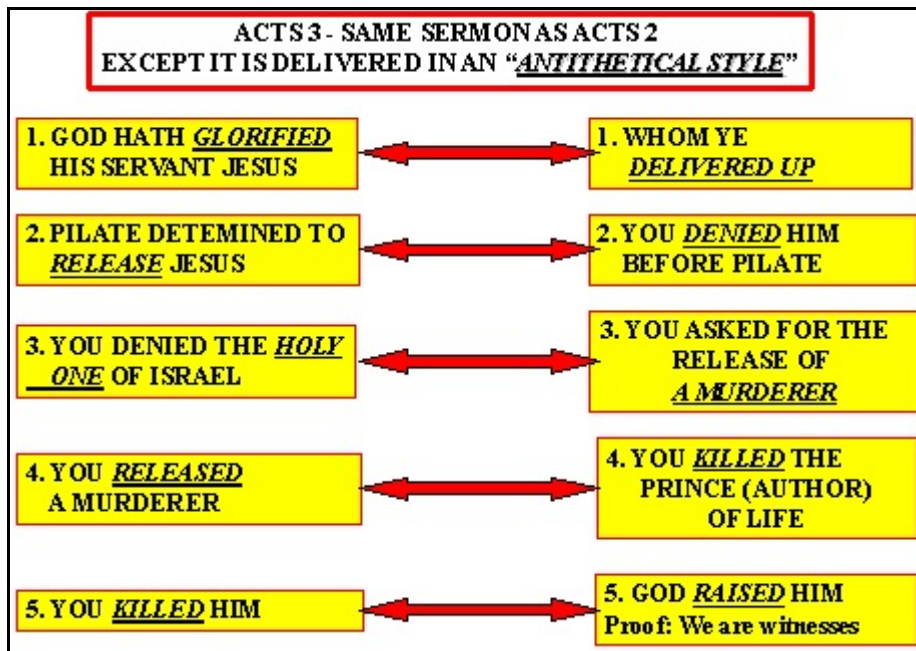 ACTS 3 - SAME SERMON AS ACTS 2
EXCEPT IT IS DELIVERED IN AN “ANTITHETICAL STYLE”
1. GOD HATH GLORIFIED
HIS SERVANT JESUS
1. WHOM YE
DELIVERED UP
2. PILATE DETEMINED TO
RELEASE JESUS
2. YOU DENIED HIM
BEFORE PILATE
3. YOU DENIED THE HOLY
ONE OF ISRAEL
3. YOU ASKED FOR THE
RELEASE OF
A MURDERER
4. YOU RELEASED
A MURDERER
4. YOU KILLED THE
PRINCE (AUTHOR)
OF LIFE
5. YOU KILLED HIM
5. GOD RAISED HIM
Proof: We are witnesses